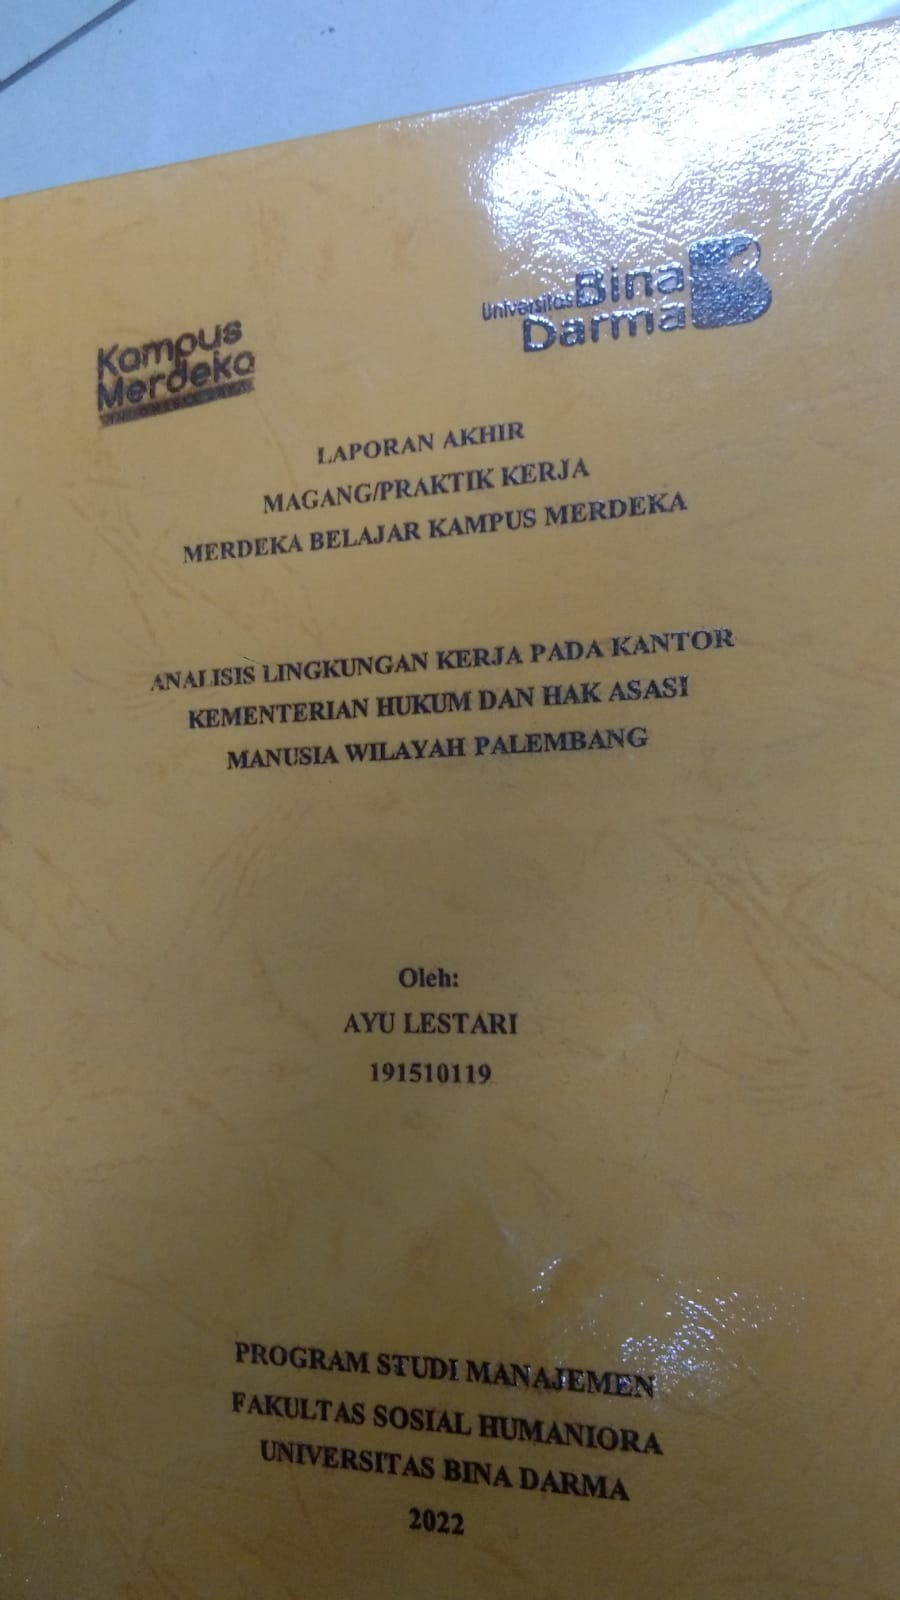 Kampus
Merdeka
Universitas Bina
Darma
LAPORAN AKHIR
MAGANG/PRAKTIK KERJA
MERDEKA BELAJAR KAMPUS MERDEKA
ANALISIS LINGKUNGAN KERJA PADA KANTOR
KEMENTERIAN HUKUM DAN HAK ASASI
MANUSIA WILAYAH PALEMBANG
Oleh:
AYU LESTARI
191510119
PROGRAM STUDI MANAJEMEN
FAKULTAS SOSIAL HUMANIORA
UNIVERSITAS BINA DARMA
2022